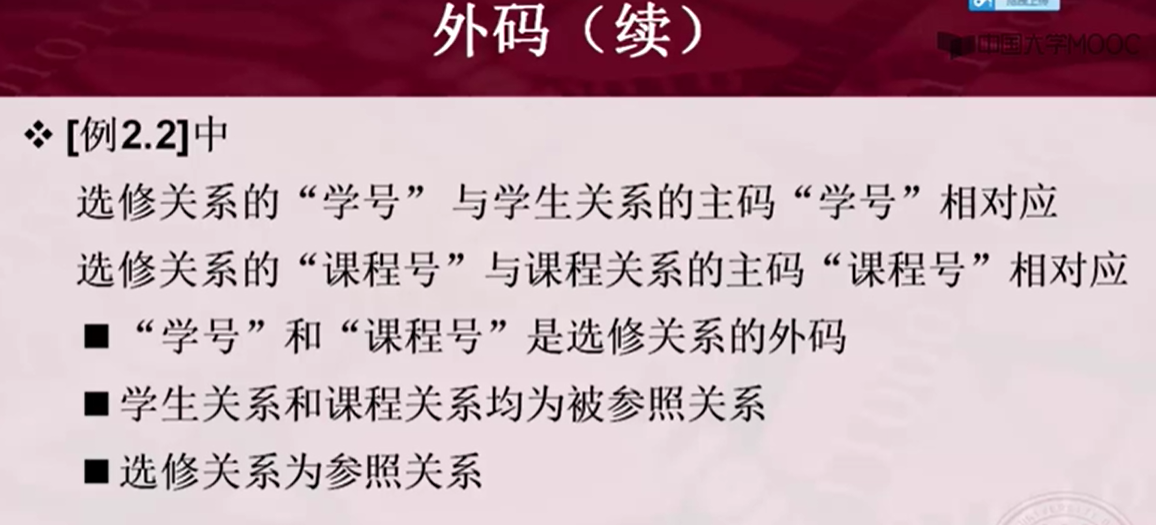 外码（续）
中国大学MOOC
❖ [例2.2]中
选修关系的“学号” 与学生关系的主码“学号”相对应
选修关系的“课程号”与课程关系的主码“课程号”相对应
■ “学号”和“课程号”是选修关系的外码
■ 学生关系和课程关系均为被参照关系
■ 选修关系为参照关系